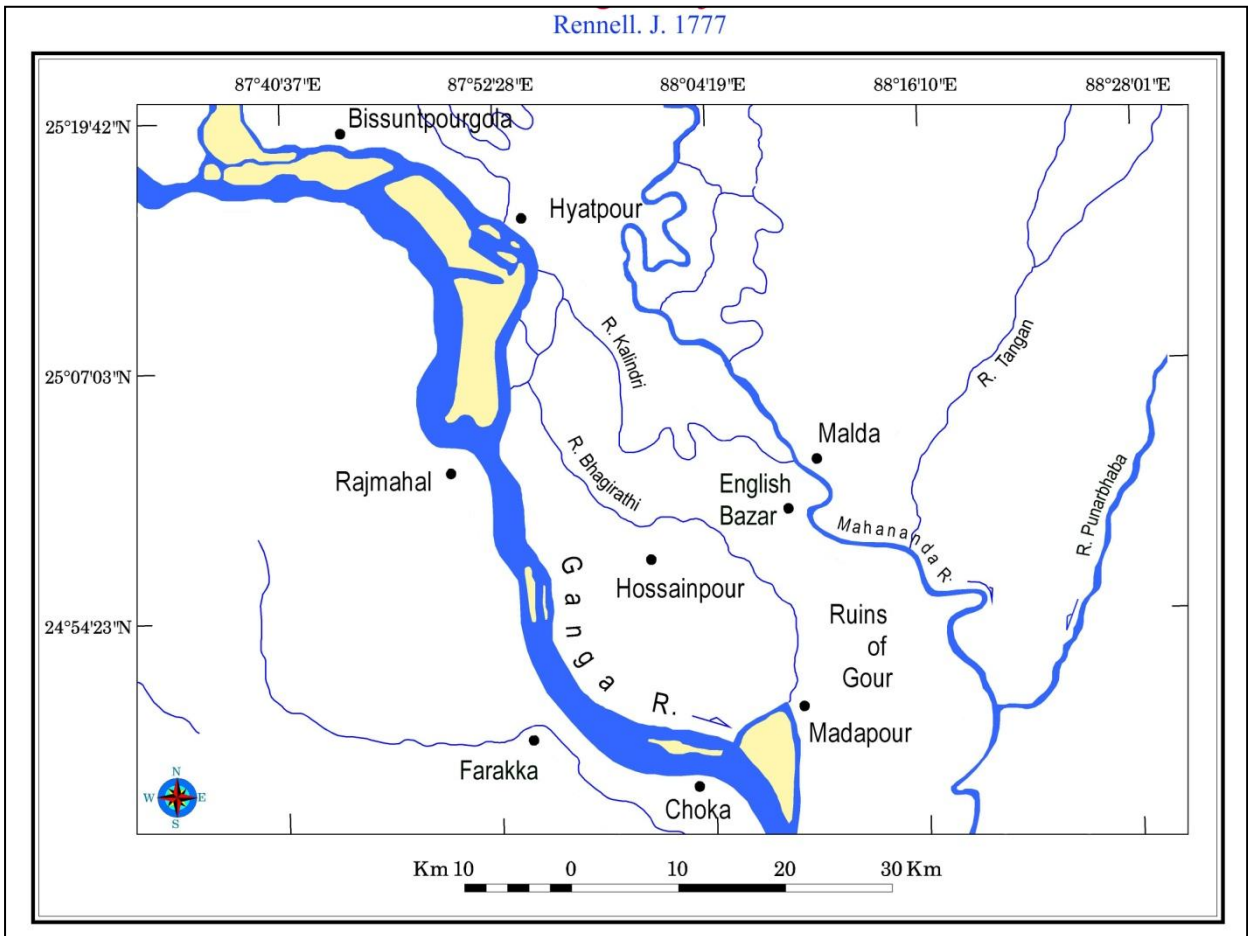 Rennell. J. 1777
87°40'37"E 87°52'28"E 88°04'19"E 88°16'10"E 88°28'01"E
25°19'42"N
Bissuntpourgola
Hyatpour
R. Kalindri
R. Tangan
25°07'03"N
Malda
Rajmahal
R. Bhagirathi
English
Bazar
R. Punarbhaba
Mahananda R.
Hossainpour
Ganga R.
24°54'23"N
Ruins
of
Gour
Madapour
Farakka
Choka
N
W E
S
Km 10 0 10 20 30 Km